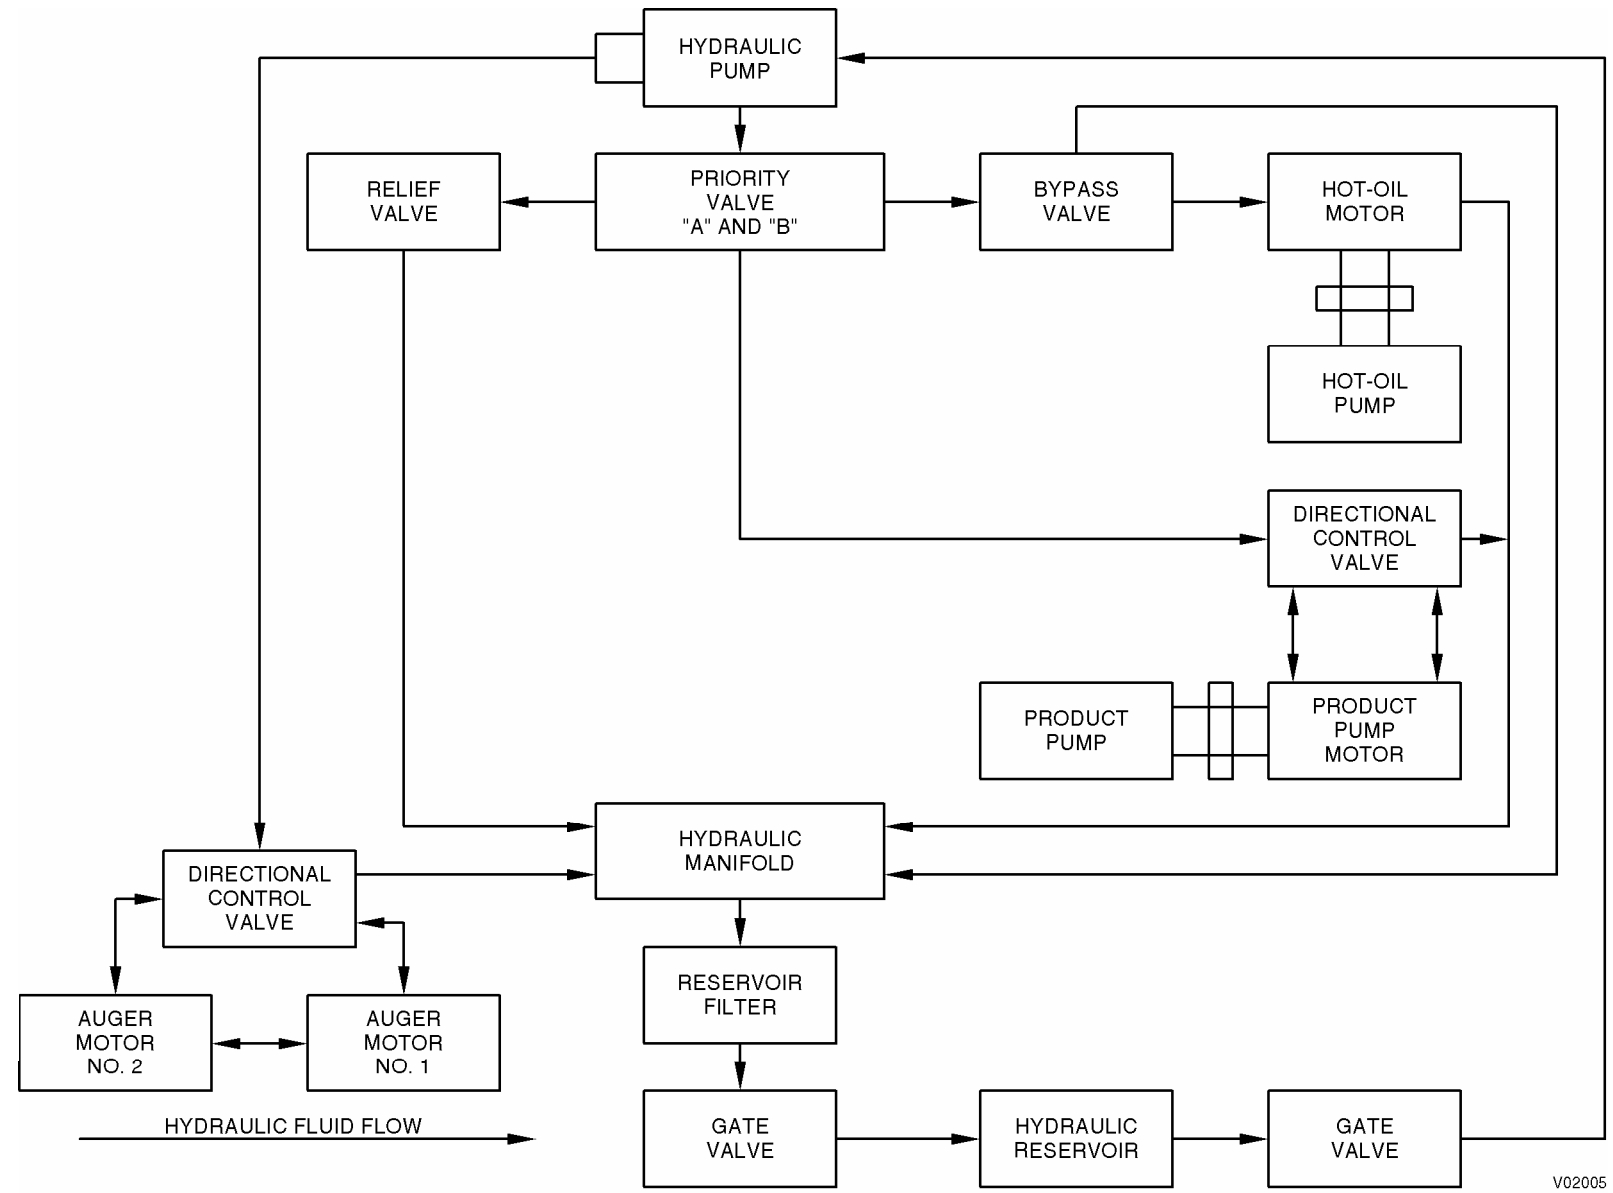 HYDRAULIC
PUMP
RELIEF
VALVE
PRIORITY
VALVE
"A" AND "B"
BYPASS
VALVE
HOT-OIL
MOTOR
HOT-OIL
PUMP
DIRECTIONAL
CONTROL
VALVE
PRODUCT
PUMP
PRODUCT
PUMP
MOTOR
HYDRAULIC
MANIFOLD
DIRECTIONAL
CONTROL
VALVE
RESERVOIR
FILTER
AUGER
MOTOR
NO. 2
AUGER
MOTOR
NO. 1
HYDRAULIC FLUID FLOW
GATE
VALVE
HYDRAULIC
RESERVOIR
GATE
VALVE
V02005